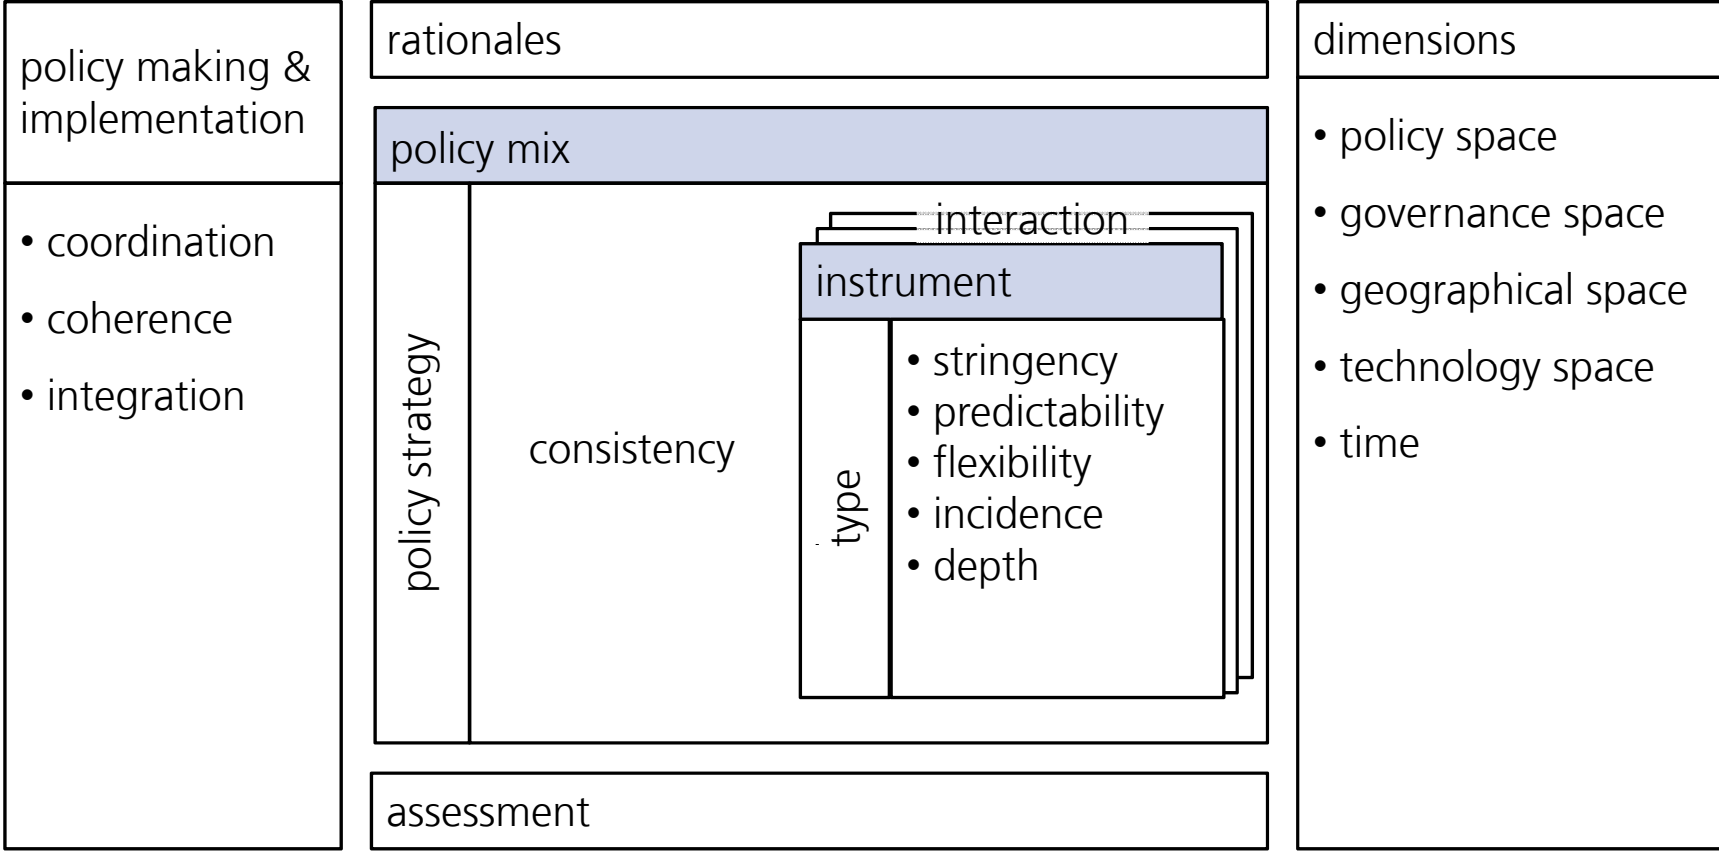 policy making &
implementation
• coordination
• coherence
• integration
rationales
policy mix
policy strategy
consistency
interaction
instrument
type
• stringency
• predictability
• flexibility
• incidence
• depth
assessment
dimensions
• policy space
• governance space
• geographical space
• technology space
• time